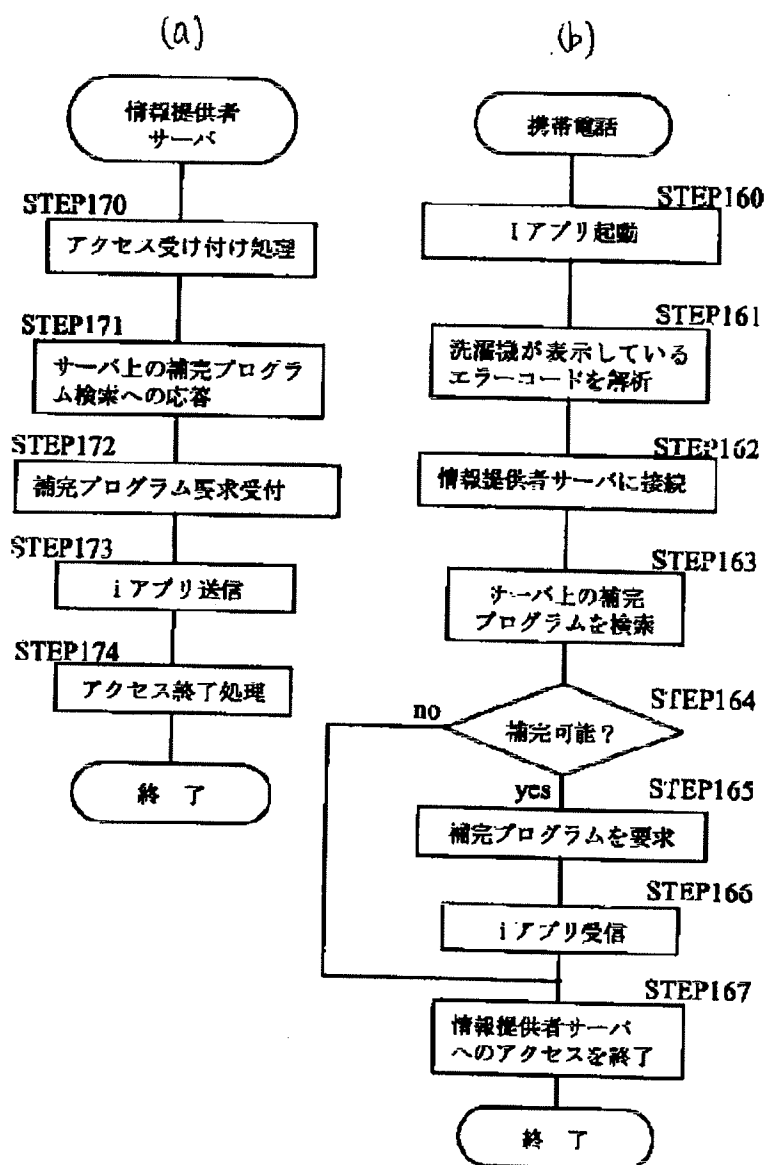 (a)
情報提供者
サーバ
STEP170
アクセス受け付け処理
STEP171
サーバ上の補完プログラ
ム検索への応答
STEP172
補完プログラム要求受付
STEP173
iアプリ送信
STEP174
アクセス終了処理
終 了
(b)
携帯電話
STEP160
Iアプリ起動
STEP161
洗濯機が表示している
エラーコードを解析
STEP162
情報提供者サーバに接続
STEP163
サーバ上の補完
プログラムを検索
STEP164
補完可能?
no
yes
STEP165
補完プログラムを要求
STEP166
iアプリ受信
STEP167
情報提供者サーバ
へのアクセスを終了
終 了